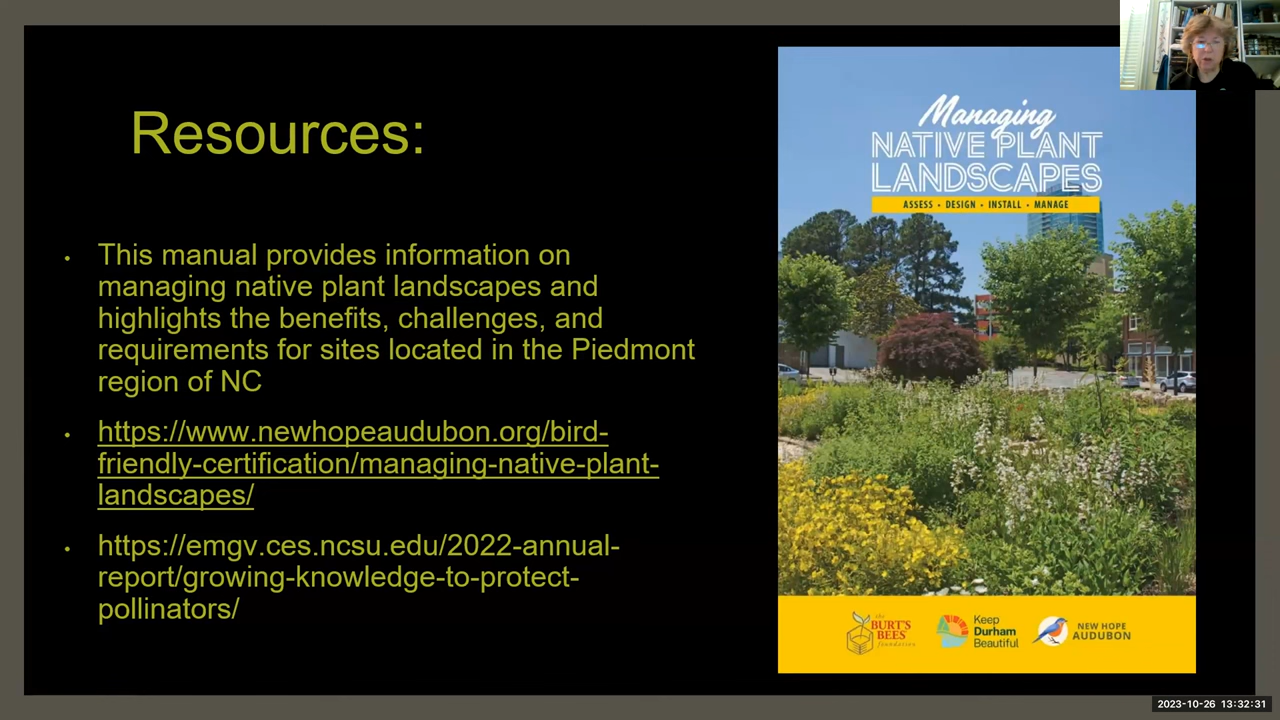 Resources:
This manual provides information on
managing native plant landscapes and
highlights the benefits, challenges, and
requirements for sites located in the Piedmont
region of NC
https://www.newhopeaudubon.org/bird-
friendly-certification/managing-native-plant-
landscapes/
https://emgv.ces.ncsu.edu/2022-annual-
report/growing-knowledge-to-protect-
pollinators/
Managing
NATIVE PLANT
LANDSCAPES
ASSESS • DESIGN • INSTALL • MANAGE
the
BURT'S
BEES
foundation
Keep
Durham
Beautiful
NEW HOPE
AUDUBON
2023-10-26 13:32:31